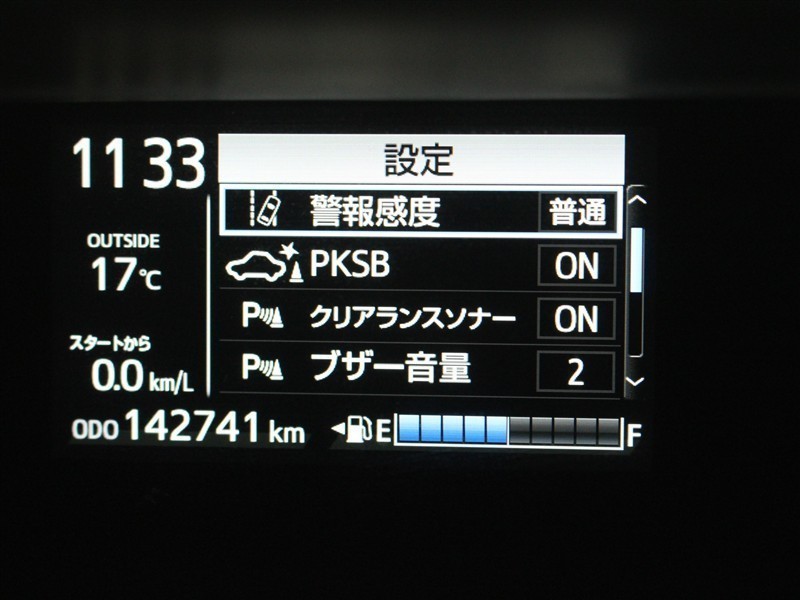 11 33
設定
警報感度 普通
PKSB ON
クリアランスソナー ON
ブザー音量 2
OUTSIDE
17℃
スタートから
0.0 km/L
ODO 142741 km
E F